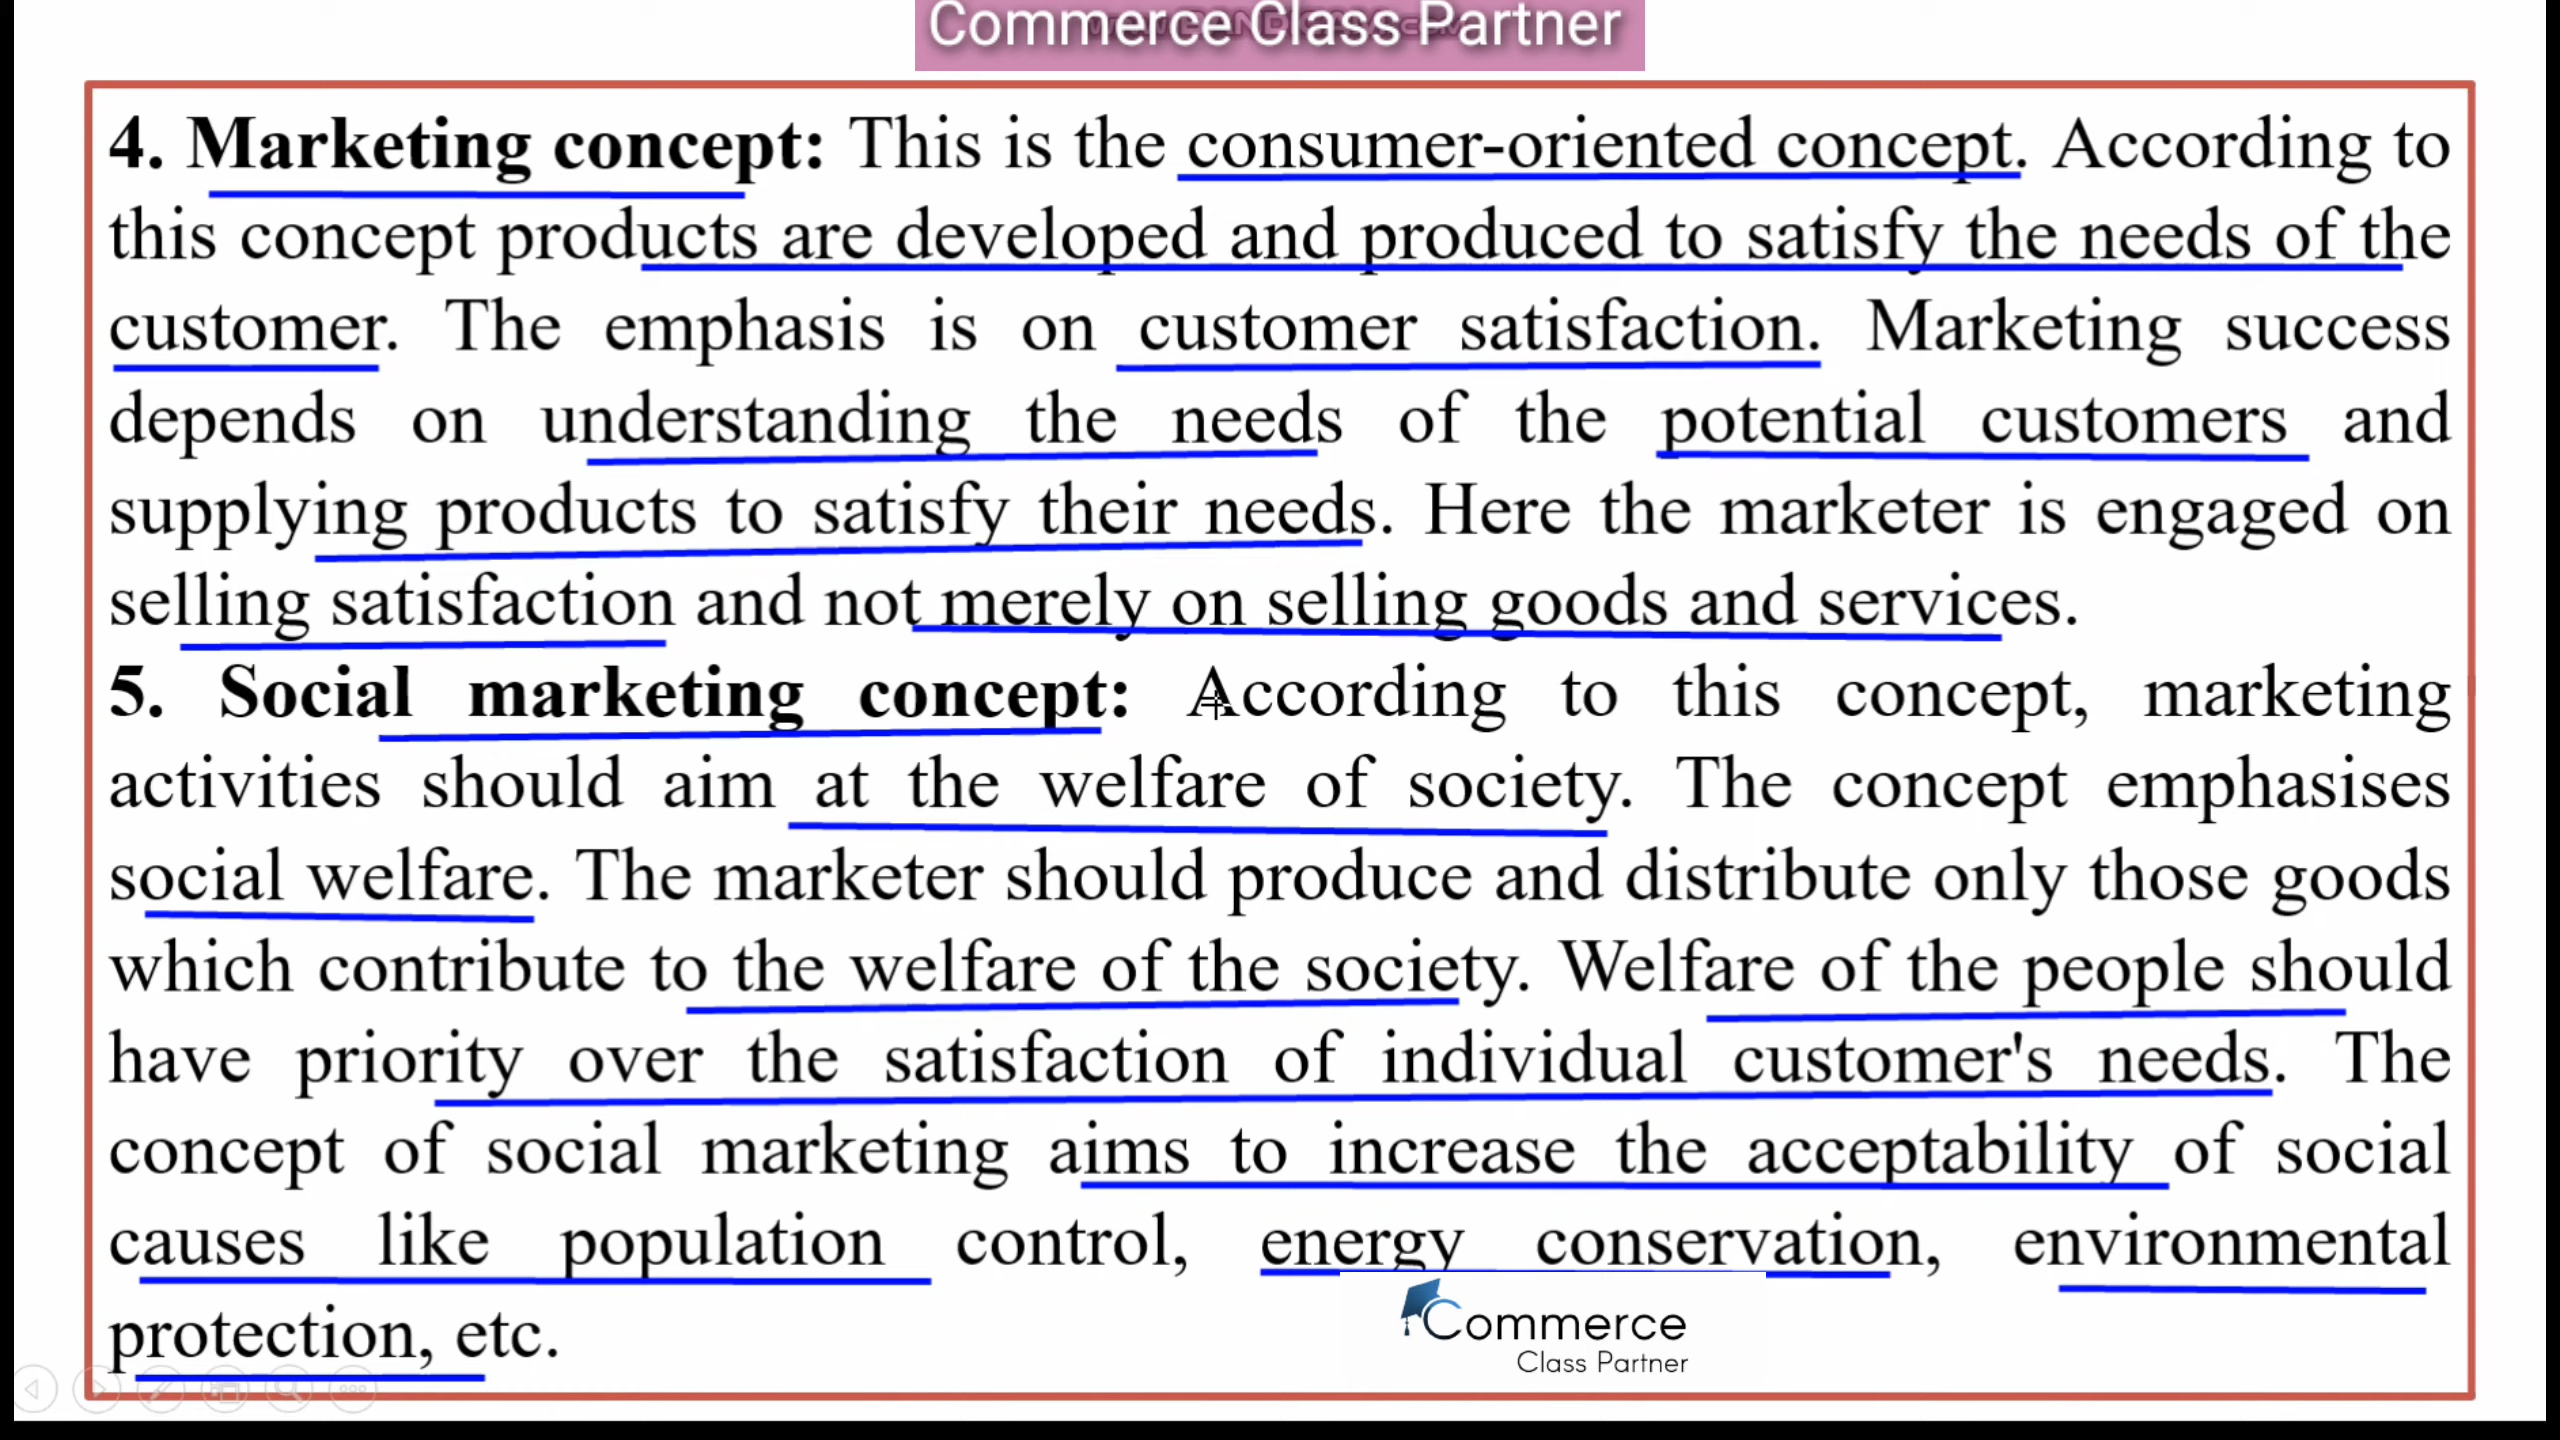 Commerce Class Partner
4. Marketing concept: This is the consumer-oriented concept. According to
this concept products are developed and produced to satisfy the needs of the
customer. The emphasis is on customer satisfaction. Marketing success
depends on understanding the needs of the potential customers and
supplying products to satisfy their needs. Here the marketer is engaged on
selling satisfaction and not merely on selling goods and services.
5. Social marketing concept: According to this concept, marketing
activities should aim at the welfare of society. The concept emphasises
social welfare. The marketer should produce and distribute only those goods
which contribute to the welfare of the society. Welfare of the people should
have priority over the satisfaction of individual customer's needs. The
concept of social marketing aims to increase the acceptability of social
causes like population control, energy conservation, environmental
protection, etc.
Commerce
Class Partner